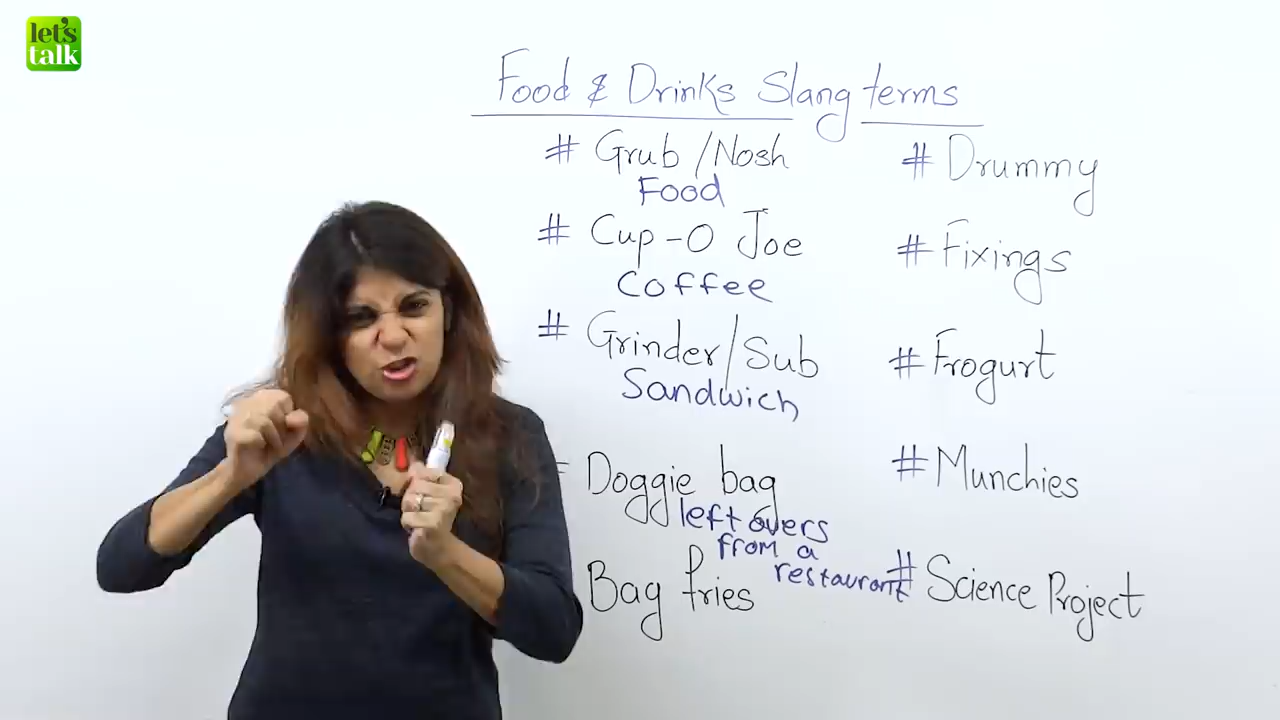 let's
talk
Food & Drinks Slang terms
# Grub /Nosh
Food
# Cup-O Joe
Coffee
# Grinder/Sub
Sandwich
Doggie bag
left overs
from a
restaurant
Bag fries
# Drummy
# Fixings
# Frogurt
# Munchies
# Science Project